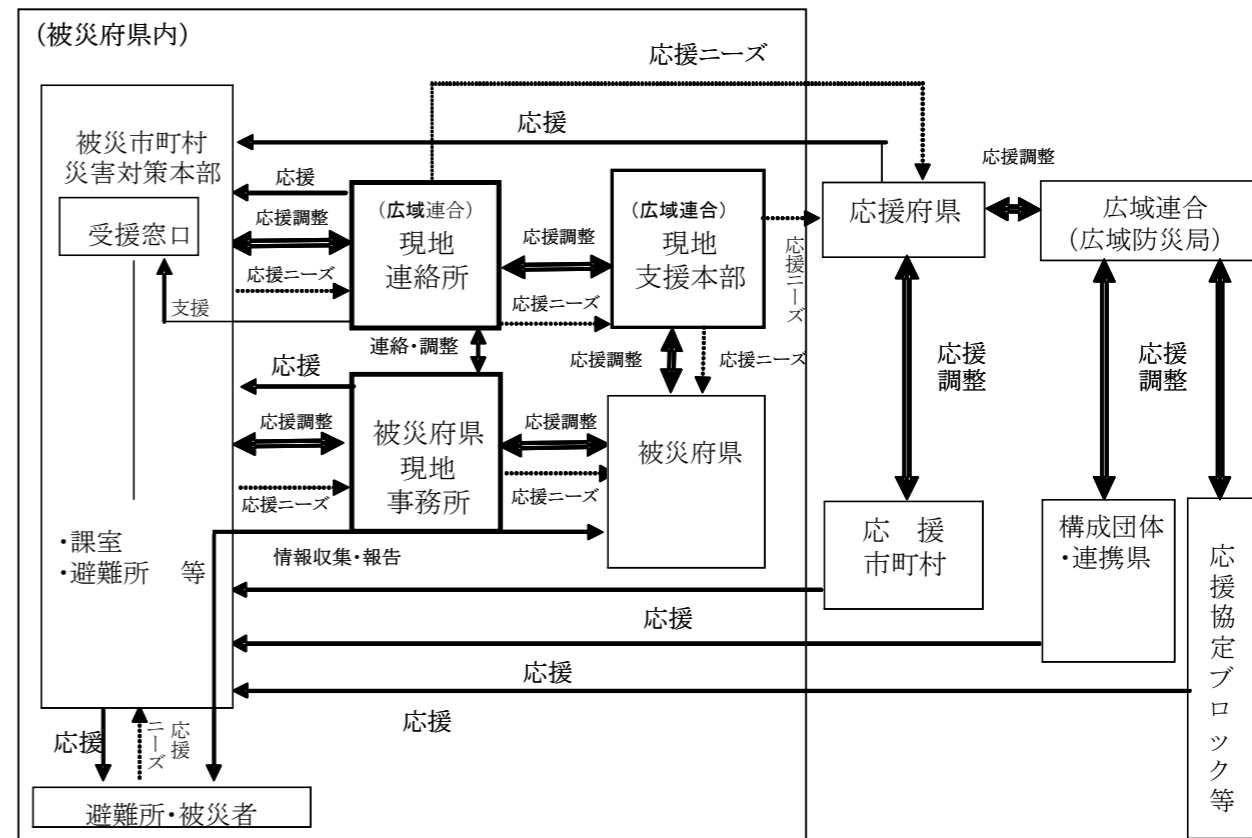 (被災府県内)
応援ニーズ
応援
応援調整
被災市町村
災害対策本部
受援窓口
・課室
・避難所　等
応援
応援調整
応援ニーズ
支援
(広域連合)
現地
連絡所
応援調整
応援ニーズ
(広域連合)
現地
支援本部
応援ニーズ
応援府県
広域連合
(広域防災局)
連絡・調整
応援調整
応援ニーズ
応援
調整
応援
調整
応援
応援調整
応援ニーズ
被災府県
現地
事務所
応援調整
応援ニーズ
被災府県
情報収集・報告
応　援
市町村
構成団体
・連携県
応援協定ブロック等
応援
応援
応援
応援
応援
ニーズ
避難所・被災者